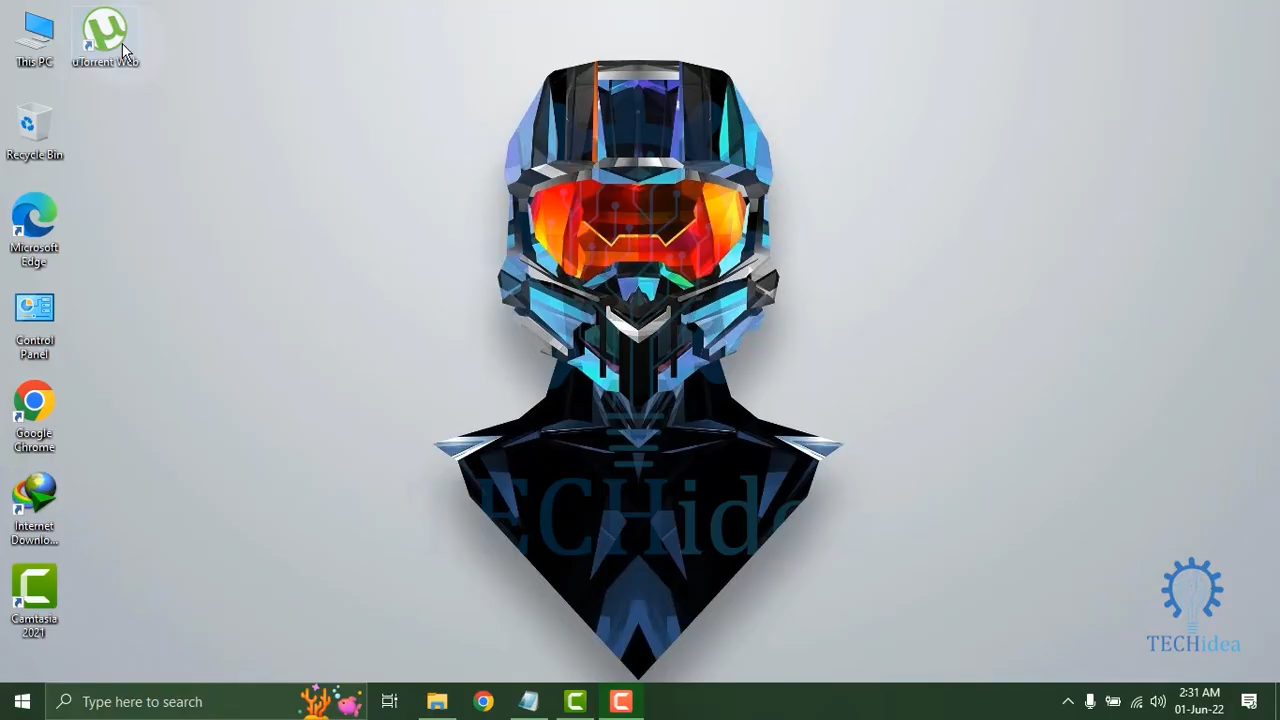 This PC
uTorrent Web
Recycle Bin
Microsoft
Edge
Control
Panel
Google
Chrome
Internet
Downlo...
Camtasia
2021
TECHidea
TECHidea
Type here to search
2:31 AM
01-Jun-22